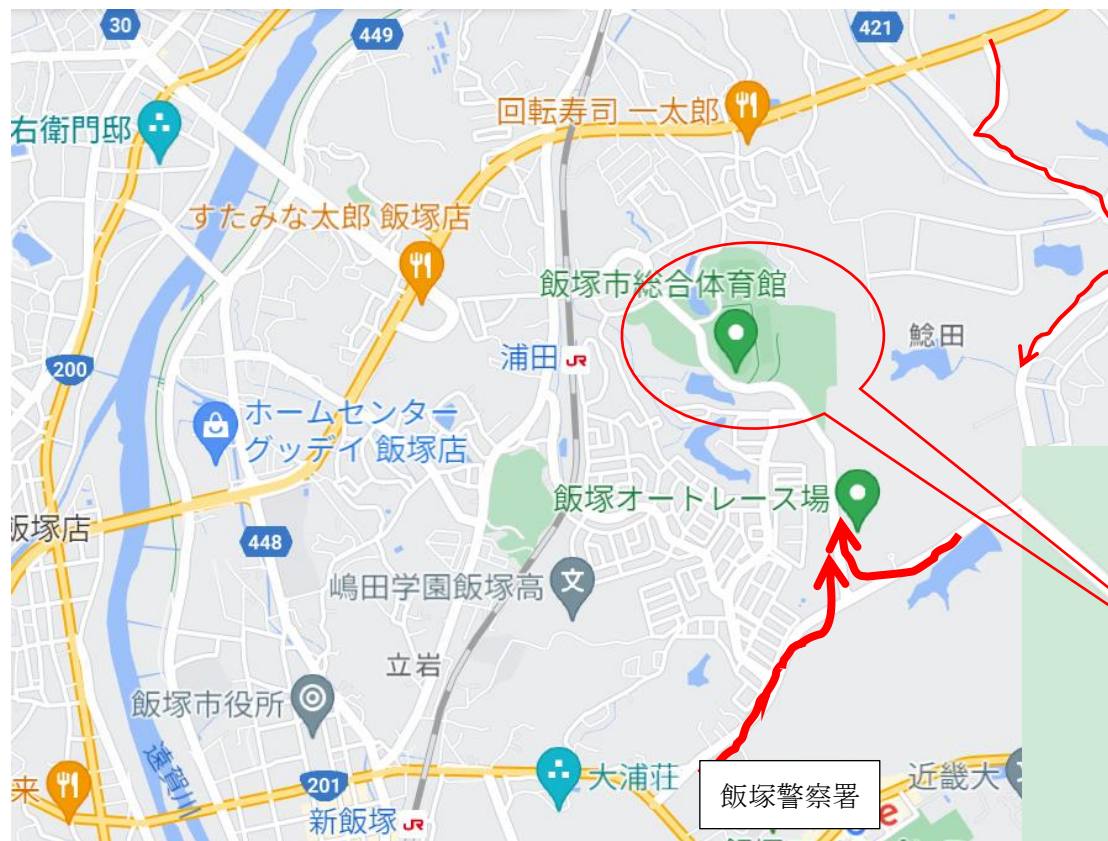 30
449
421
回転寿司 一太郎
右衛門邸
すたみな太郎 飯塚店
飯塚市総合体育館
鯰田
浦田 JR
200
ホームセンター
グッデイ 飯塚店
飯塚オートレース場
飯塚店
448
嶋田学園飯塚高
文
立岩
飯塚市役所
遠賀川
201
大浦荘
飯塚警察署
近畿大
来
新飯塚 JR